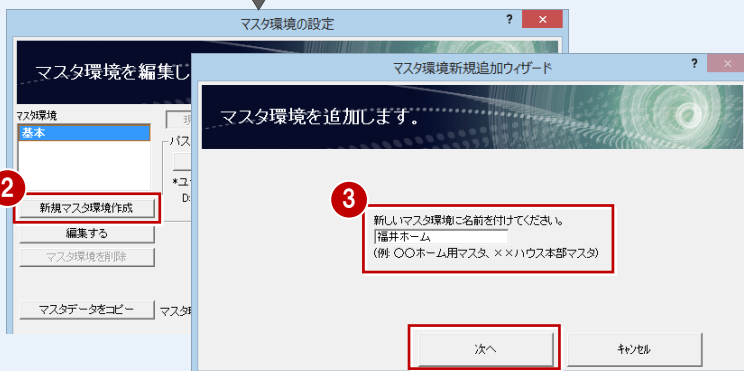 マスタ環境の設定
? ×
マスタ環境を編集し
マスタ環境
基本
パス
2
新規マスタ環境作成
編集する
マスタ環境を削除
マスタデータをコピー
マスタ環境新規追加ウィザード
? ×
マスタ環境を追加します。
3
新しいマスタ環境に名前を付けてください。
福井ホーム
(例: 〇〇ホーム用マスタ、××ハウス本部マスタ)
次へ
キャンセル